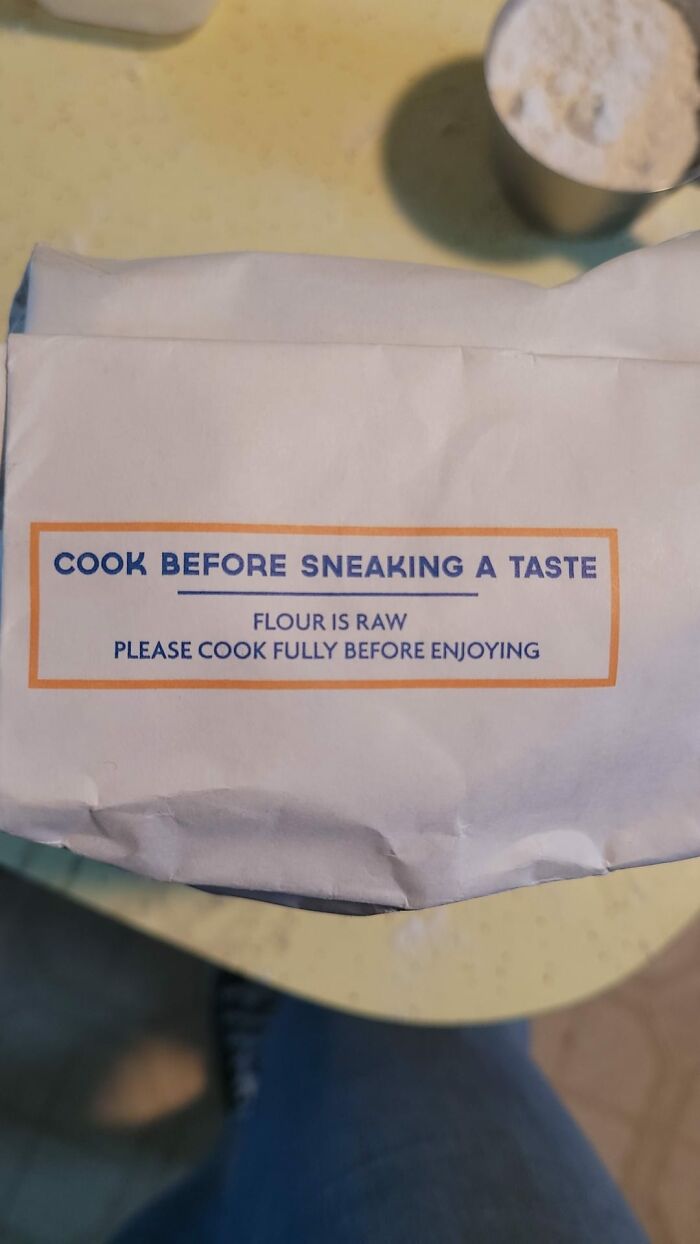 COOK BEFORE SNEAKING A TASTE
FLOUR IS RAW
PLEASE COOK FULLY BEFORE ENJOYING